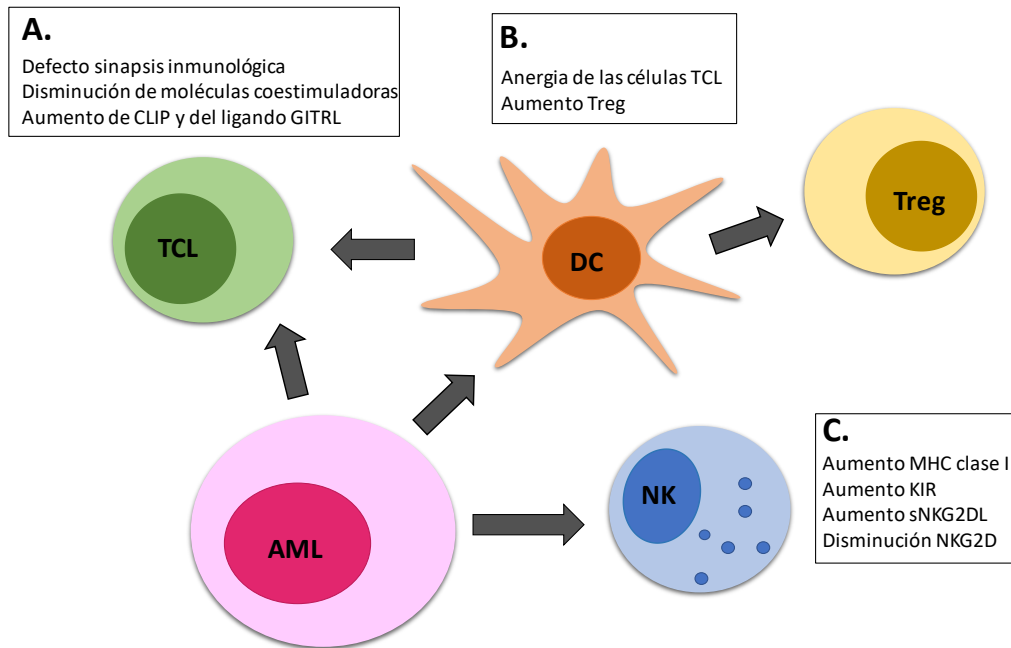 A.
Defecto sinapsis inmunológica
Disminución de moléculas coestimuladoras
Aumento de CLIP y del ligando GITRL
B.
Anergia de las células TCL
Aumento Treg
TCL
DC
Treg
AML
NK
C.
Aumento MHC clase I
Aumento KIR
Aumento sNKG2DL
Disminución NKG2D